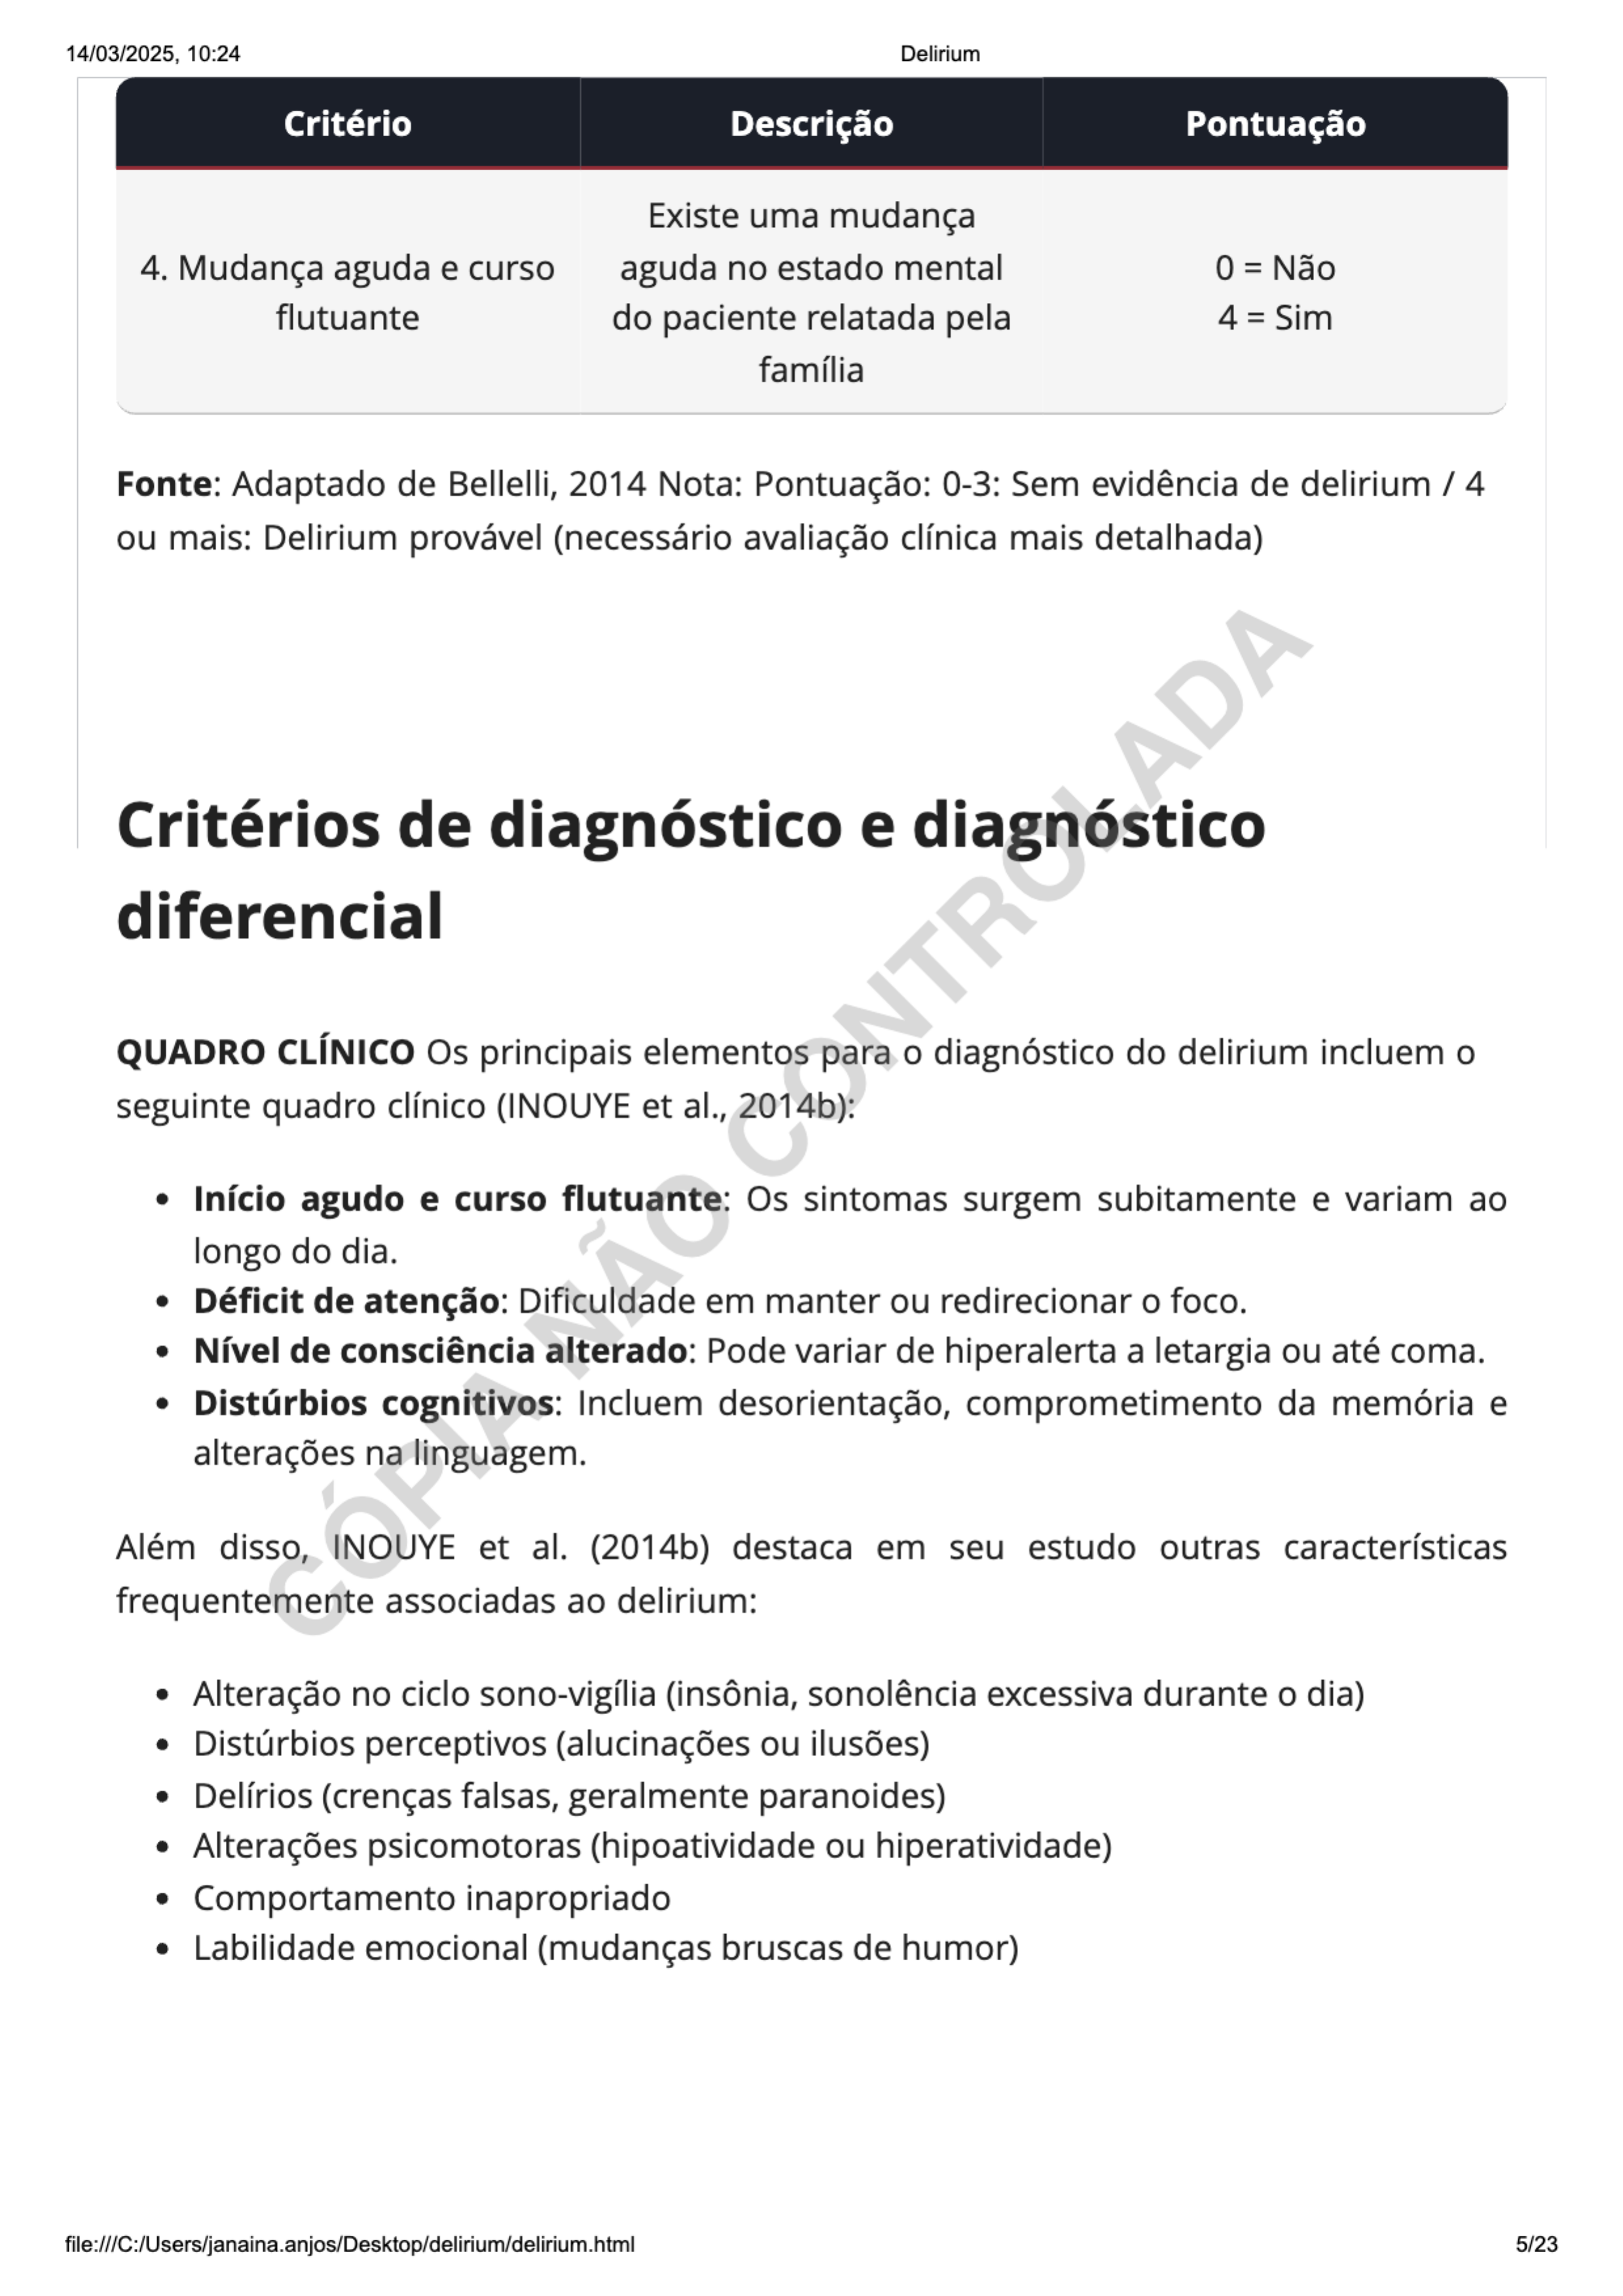 14/03/2025, 10:24
Delirium
Critério
Descrição
Pontuação
4. Mudança aguda e curso
flutuante
Existe uma mudança
aguda no estado mental
do paciente relatada pela
família
0 = Não
4 = Sim
Fonte: Adaptado de Bellelli, 2014 Nota: Pontuação: 0-3: Sem evidência de delirium / 4
ou mais: Delirium provável (necessário avaliação clínica mais detalhada)
Critérios de diagnóstico e diagnóstico
diferencial
QUADRO CLÍNICO Os principais elementos para o diagnóstico do delirium incluem o
seguinte quadro clínico (INOUYE et al., 2014b):
• Início agudo e curso flutuante: Os sintomas surgem subitamente e variam ao
longo do dia.
• Déficit de atenção: Dificuldade em manter ou redirecionar o foco.
• Nível de consciência alterado: Pode variar de hiperalerta a letargia ou até coma.
• Distúrbios cognitivos: Incluem desorientação, comprometimento da memória e
alterações na linguagem.
Além disso, INOUYE et al. (2014b) destaca em seu estudo outras características
frequentemente associadas ao delirium:
• Alteração no ciclo sono-vigília (insônia, sonolência excessiva durante o dia)
• Distúrbios perceptivos (alucinações ou ilusões)
• Delírios (crenças falsas, geralmente paranoides)
• Alterações psicomotoras (hipoatividade ou hiperatividade)
• Comportamento inapropriado
• Labilidade emocional (mudanças bruscas de humor)
CÓPIA NÃO CONTROLADA
file:///C:/Users/janaina.anjos/Desktop/delirium/delirium.html
5/23